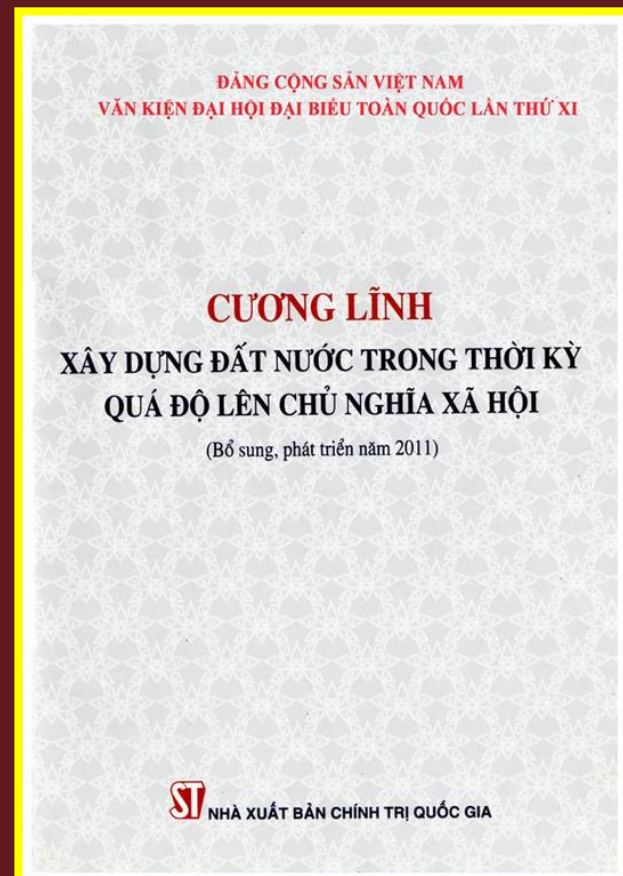 ĐẢNG CỘNG SẢN VIỆT NAM
VĂN KIỆN ĐẠI HỘI ĐẠI BIỂU TOÀN QUỐC LẦN THỨ XI
CƯƠNG LĨNH
XÂY DỰNG ĐẤT NƯỚC TRONG THỜI KỲ
QUÁ ĐỘ LÊN CHỦ NGHĨA XÃ HỘI
(Bổ sung, phát triển năm 2011)
ST NHÀ XUẤT BẢN CHÍNH TRỊ QUỐC GIA